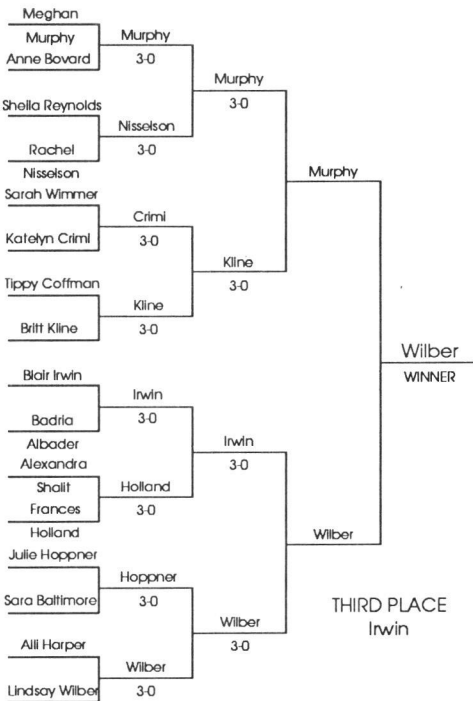 Meghan
Murphy
Anne Bovard
Sheila Reynolds
Rachel
Nisselson
Sarah Wimmer
Katelyn Crimi
Tippy Coffman
Britt Kline
Blair Irwin
Badria
Albader
Alexandra
Shalit
Frances
Holland
Julie Hoppner
Sara Baltimore
Alli Harper
Lindsay Wilber
Murphy
3-0
Nisselson
3-0
Crimi
3-0
Kline
3-0
Irwin
3-0
Holland
3-0
Hoppner
3-0
Wilber
3-0
Murphy
3-0
Kline
3-0
Irwin
3-0
Wilber
3-0
Murphy
Wilber
Wilber
WINNER
THIRD PLACE
Irwin